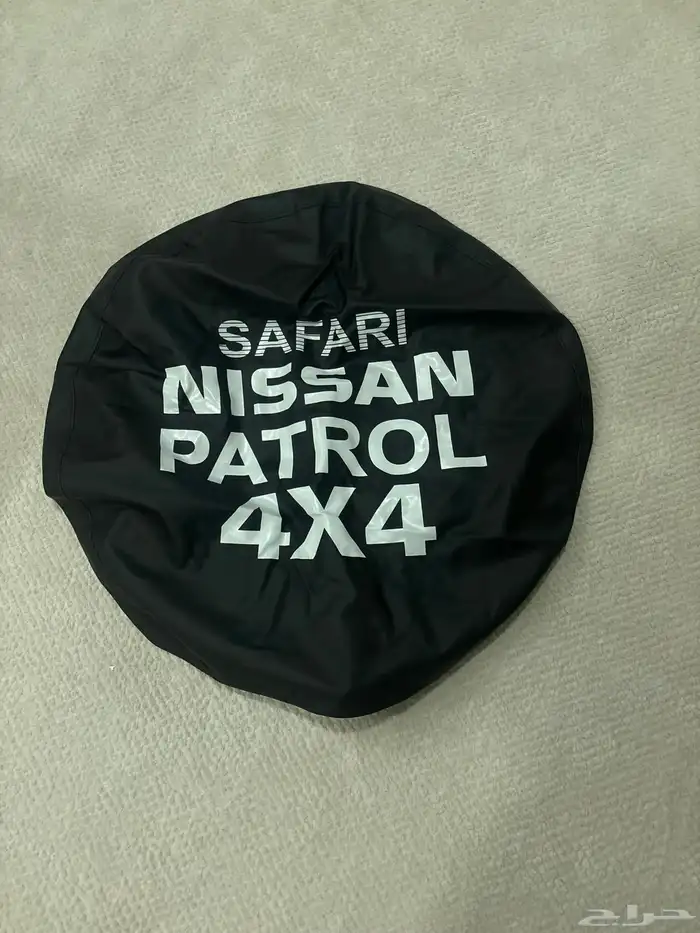 SAFARI
NISSAN
PATROL
4X4
حراج